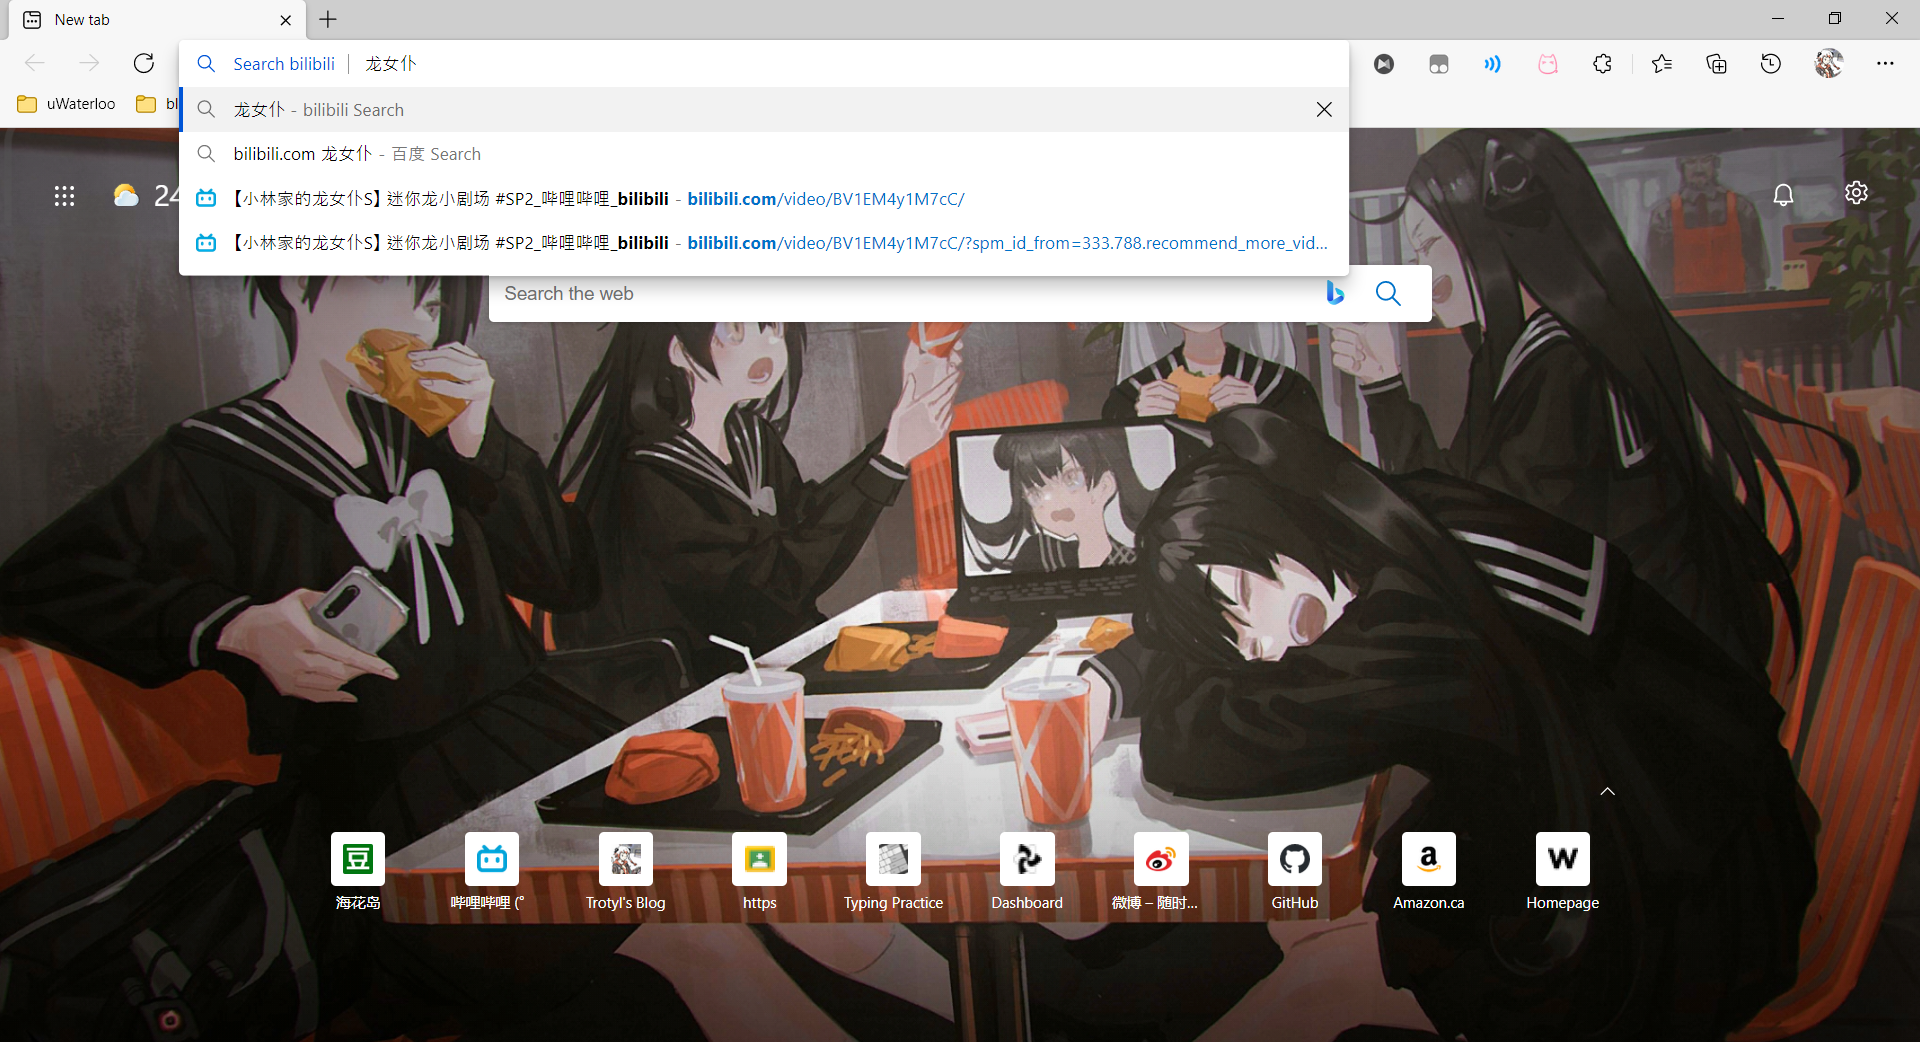 New tab
Search bilibili 龙女仆
uWaterloo
龙女仆 - bilibili Search
bilibili.com 龙女仆 - 百度 Search
【小林家的龙女仆S】迷你龙小剧场 #SP2_哔哩哔哩_bilibili - bilibili.com/video/BV1EM4y1M7cC/
24
【小林家的龙女仆S】迷你龙小剧场 #SP2_哔哩哔哩_bilibili - bilibili.com/video/BV1EM4y1M7cC/?spm_id_from=333.788.recommend_more_vid...
Search the web
豆 a W
海花岛 哔哩哔哩 (° Trotyl's Blog https Typing Practice Dashboard 微博 – 随时... GitHub Amazon.ca Homepage